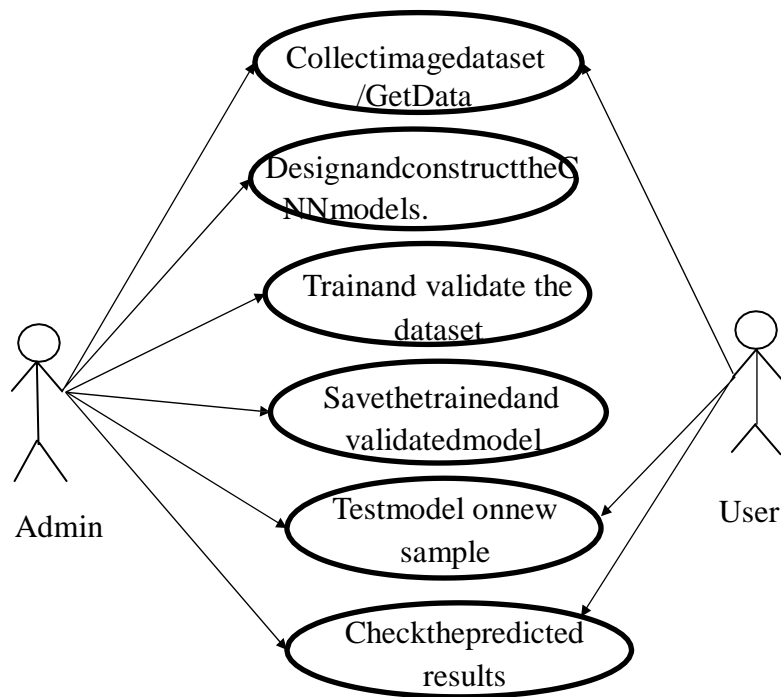 Collectimagedataset
/GetData
DesignandconstructtheC
NNmodels.
Trainand validate the
dataset
Savethetrainedand
validatedmodel
Testmodel onnew
sample
Checkthepredicted
results
Admin
User